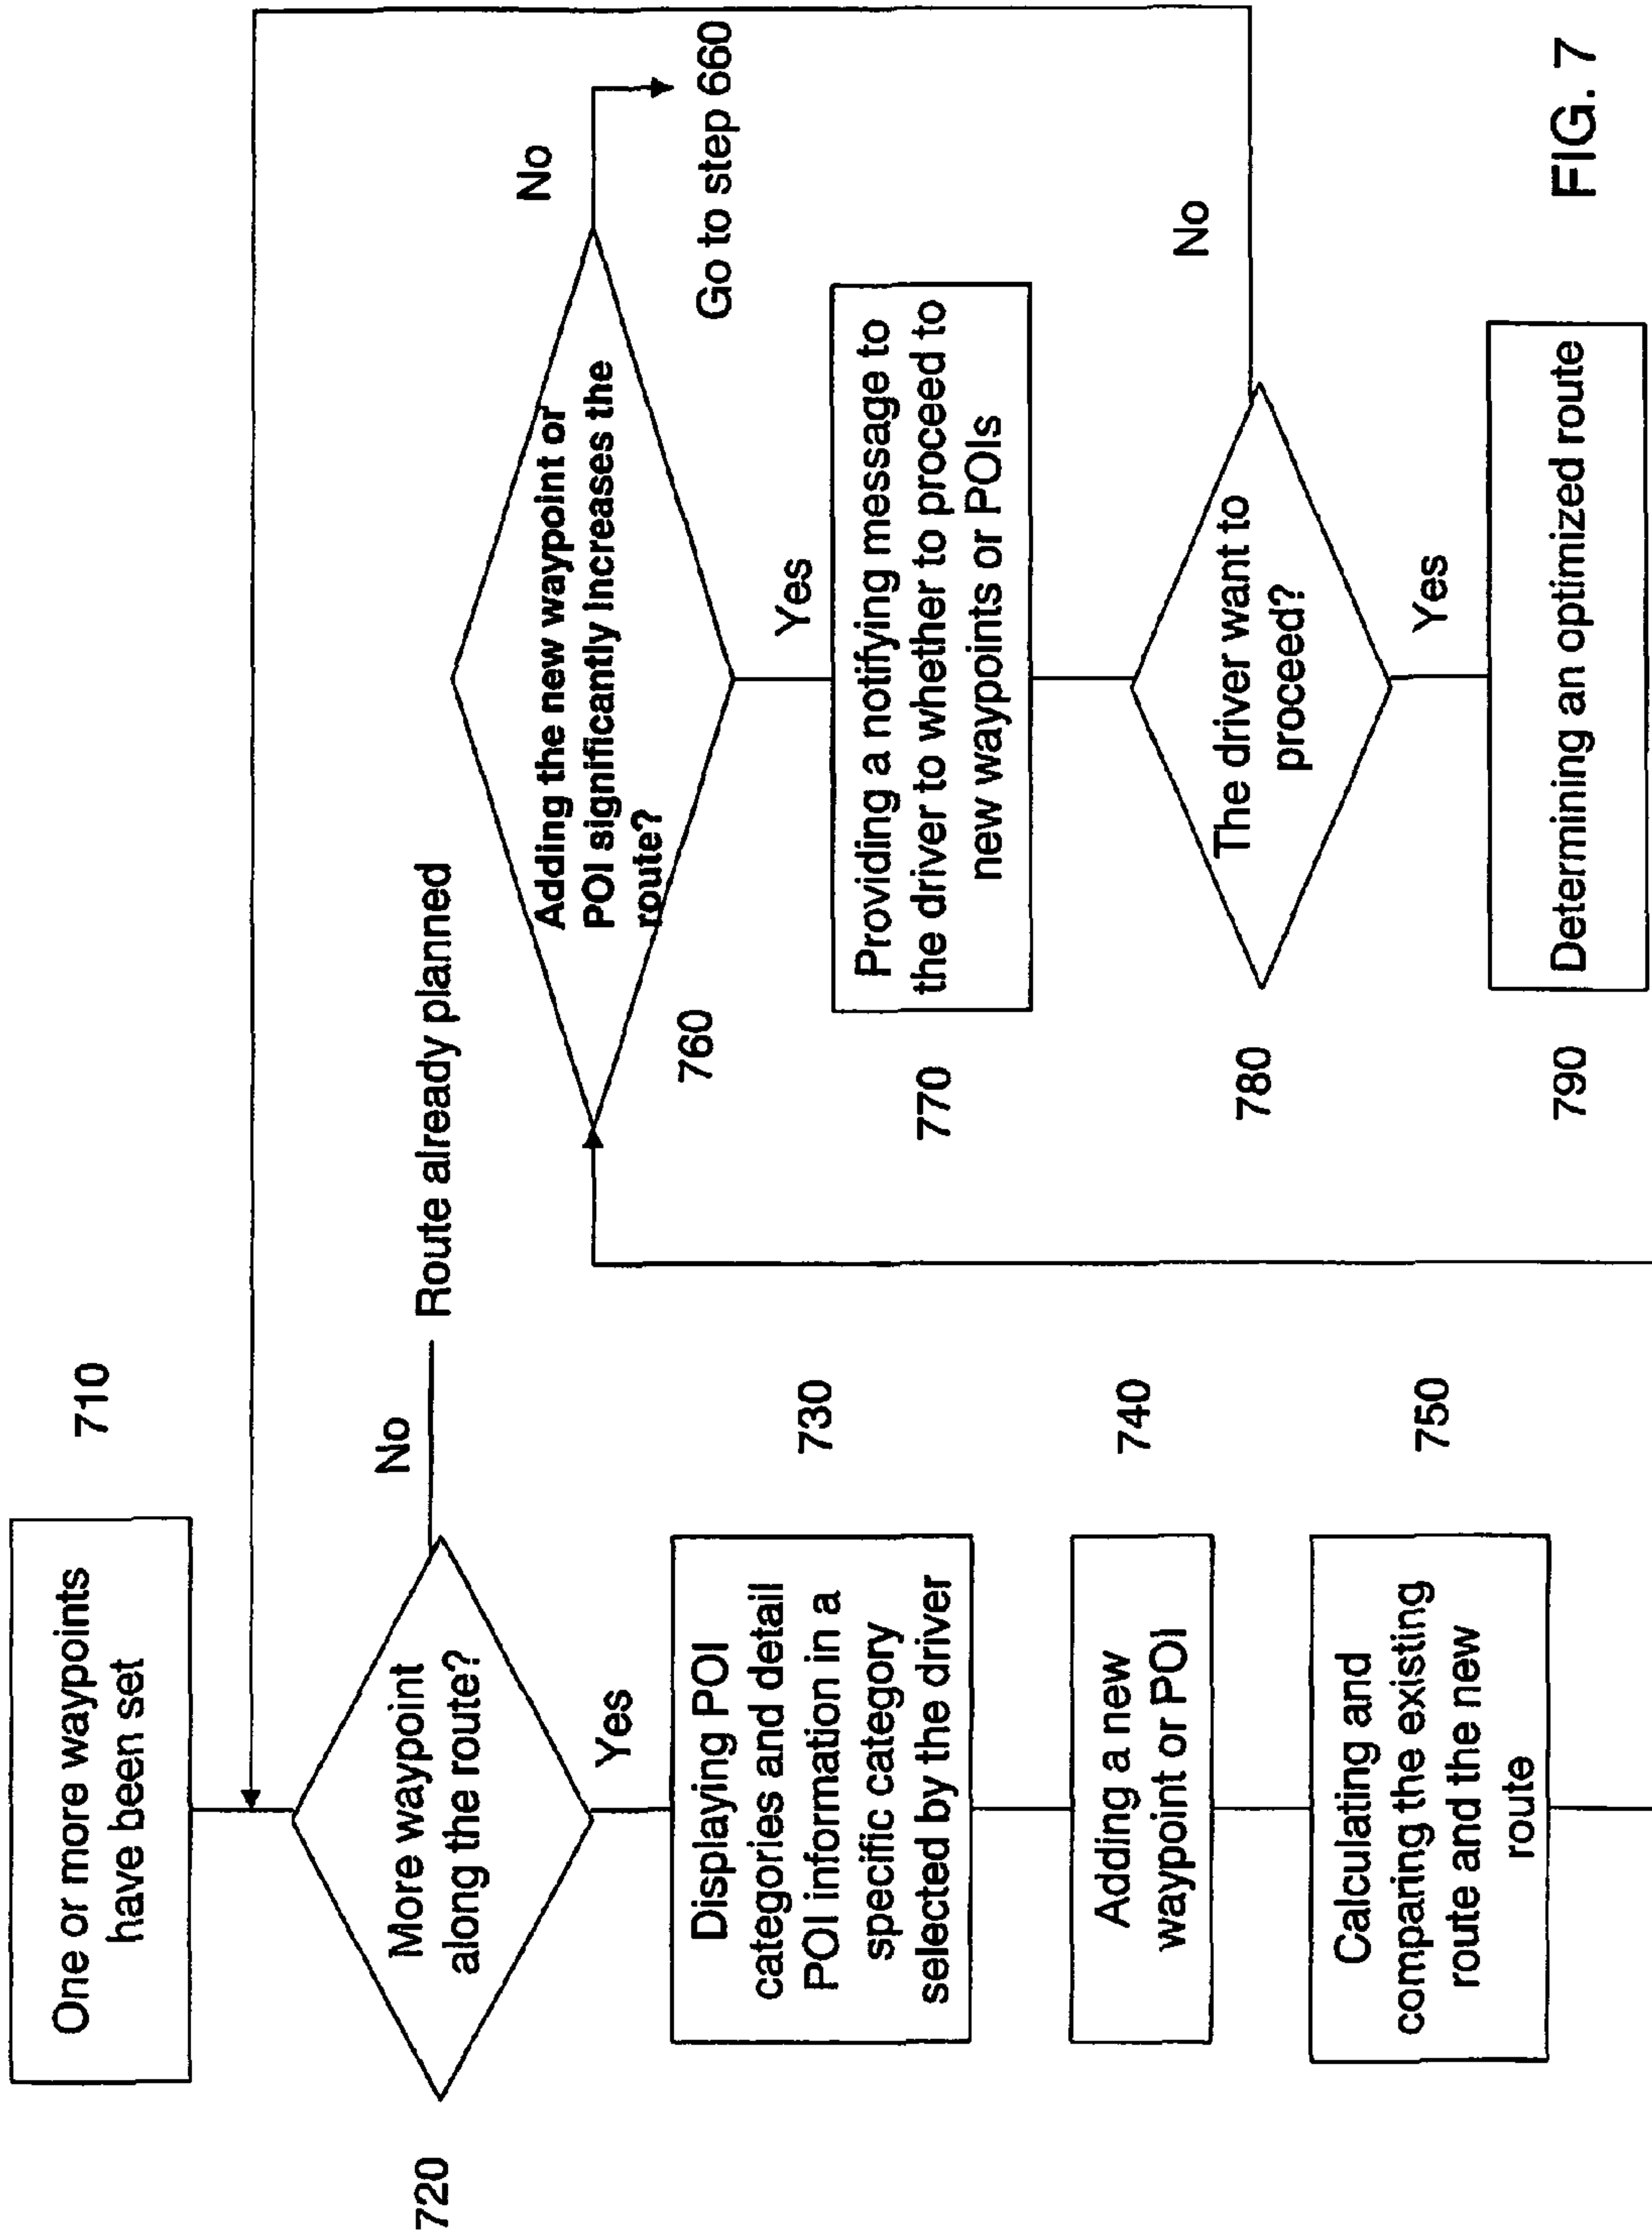 One or more waypoints
have been set
710
More waypoint
along the route?
720
No
Route already planned
Yes
Displaying POI
categories and detail
POI information in a
specific category
selected by the driver
730
Adding a new
waypoint or POI
740
Calculating and
comparing the existing
route and the new
route
750
Adding the new waypoint or
POI significantly increases the
route?
760
No
Go to step 660
Yes
Providing a notifying message to
the driver to whether to proceed to
new waypoints or POIs
770
The driver want to
proceed?
780
No
Yes
Determining an optimized route
790
FIG. 7